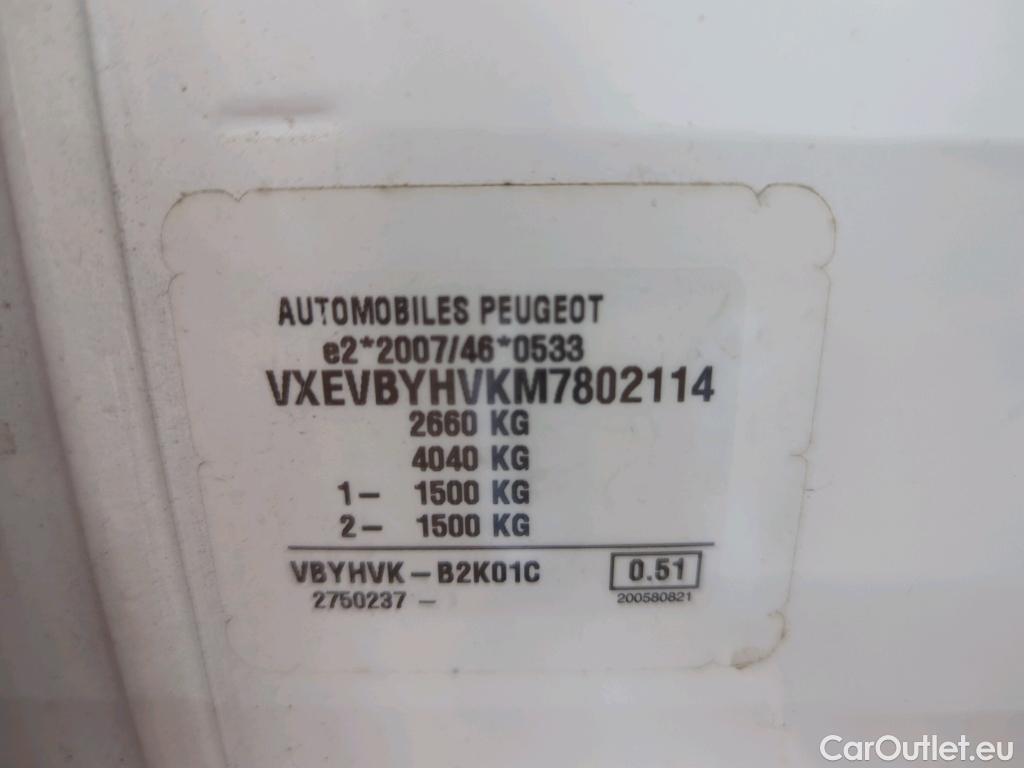 AUTOMOBILES PEUGEOT
e2*2007/46*0533
VXEVBYHVKM7802114
2660 KG
4040 KG
1- 1500 KG
2- 1500 KG
VBYHVK-B2K01C 0.51
2750237 - 200580821
CarOutlet.eu